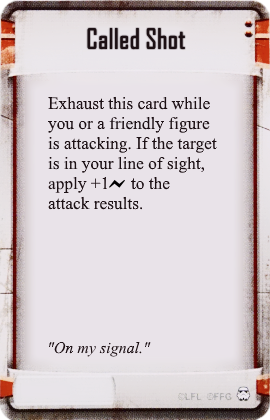 Called Shot
Exhaust this card while
you or a friendly figure
is attacking. If the target
is in your line of sight,
apply +1 to the
attack results.
"On my signal."
©LFL ©FFG